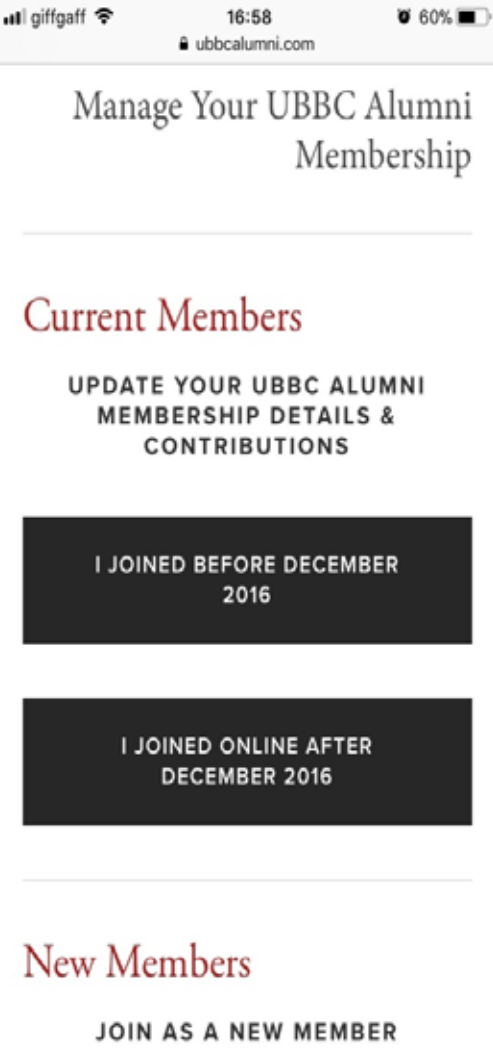 giffgaff 16:58 60%
ubbcalumni.com
Manage Your UBBC Alumni
Membership
Current Members
UPDATE YOUR UBBC ALUMNI
MEMBERSHIP DETAILS &
CONTRIBUTIONS
I JOINED BEFORE DECEMBER
2016
I JOINED ONLINE AFTER
DECEMBER 2016
New Members
JOIN AS A NEW MEMBER